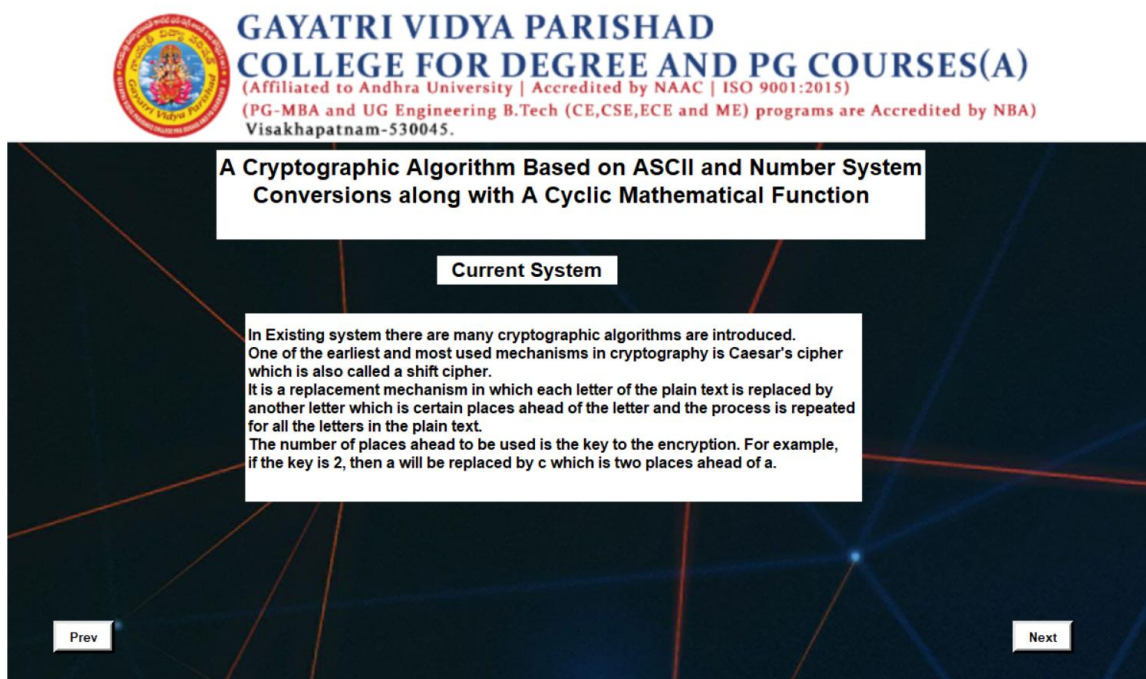 GAYATRI VIDYA PARISHAD
COLLEGE FOR DEGREE AND PG COURSES(A)
(Affiliated to Andhra University | Accredited by NAAC | ISO 9001:2015)
(PG-MBA and UG Engineering B.Tech (CE,CSE,ECE and ME) programs are Accredited by NBA)
Visakhapatnam-530045.
Gayatri Vidya Parishad
A Cryptographic Algorithm Based on ASCII and Number System
Conversions along with A Cyclic Mathematical Function
Current System
In Existing system there are many cryptographic algorithms are introduced.
One of the earliest and most used mechanisms in cryptography is Caesar's cipher
which is also called a shift cipher.
It is a replacement mechanism in which each letter of the plain text is replaced by
another letter which is certain places ahead of the letter and the process is repeated
for all the letters in the plain text.
The number of places ahead to be used is the key to the encryption. For example,
if the key is 2, then a will be replaced by c which is two places ahead of a.
Prev
Next